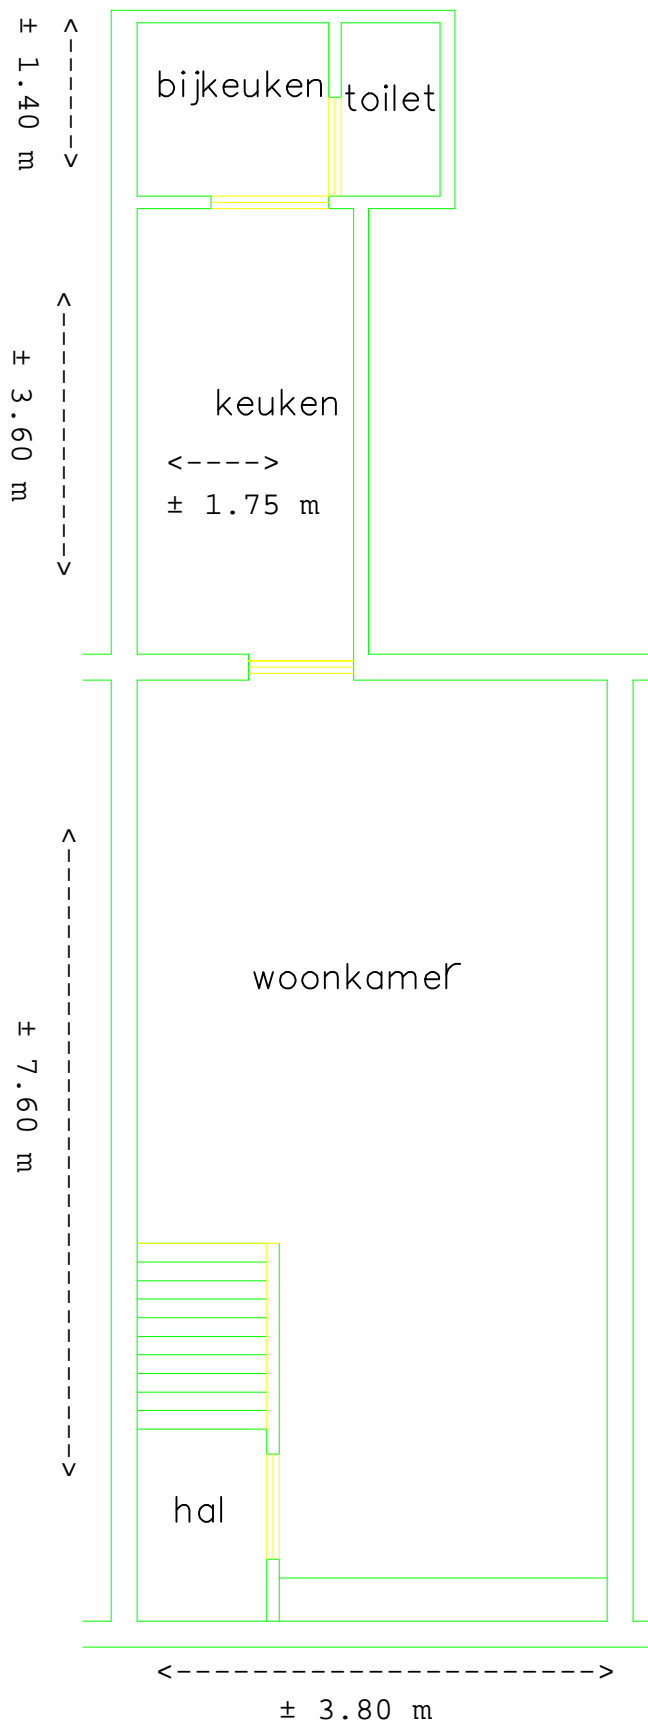 ± 1.40 m
bijkeuken
toilet
± 3.60 m
keuken
<---->
± 1.75 m
woonkamer
± 7.60 m
hal
± 3.80 m